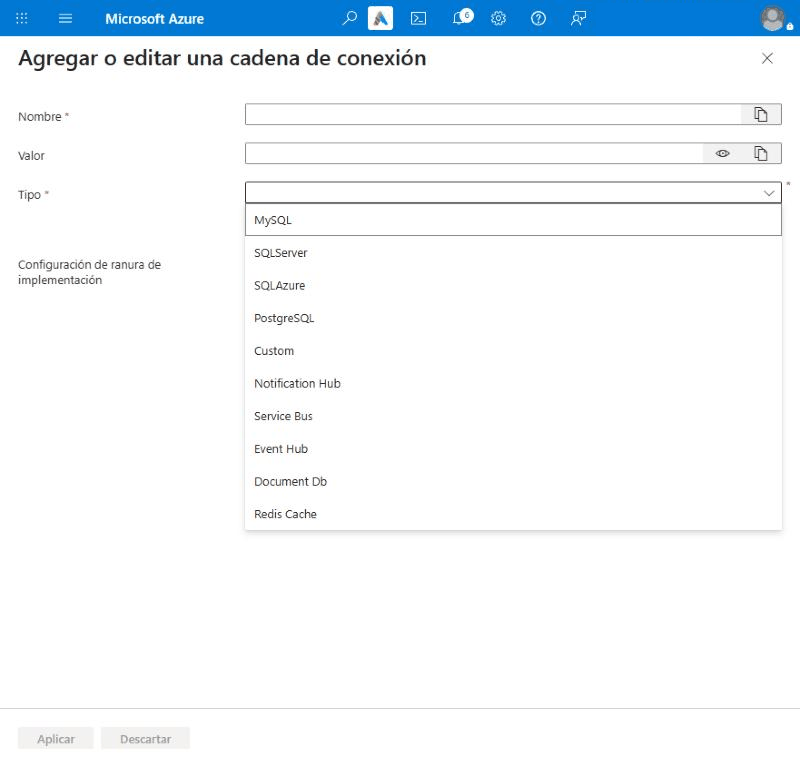 Microsoft Azure
6
Agregar o editar una cadena de conexión
Nombre *
Valor
Tipo *
*
MySQL
SQLServer
SQLAzure
PostgreSQL
Custom
Notification Hub
Service Bus
Event Hub
Document Db
Redis Cache
Configuración de ranura de
implementación
Aplicar
Descartar